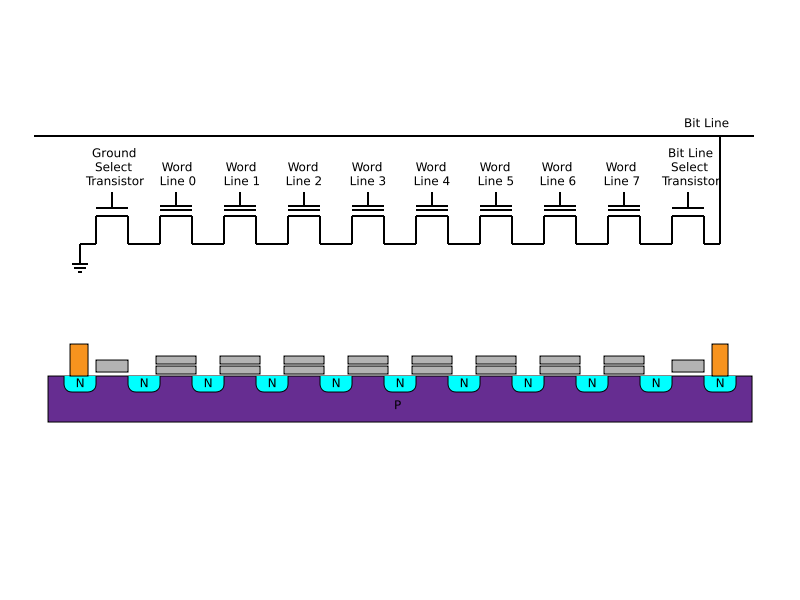 Bit Line
Ground
Select
Transistor
Word
Line 0
Word
Line 1
Word
Line 2
Word
Line 3
Word
Line 4
Word
Line 5
Word
Line 6
Word
Line 7
Bit Line
Select
Transistor
N N N N N N N N N N N
P